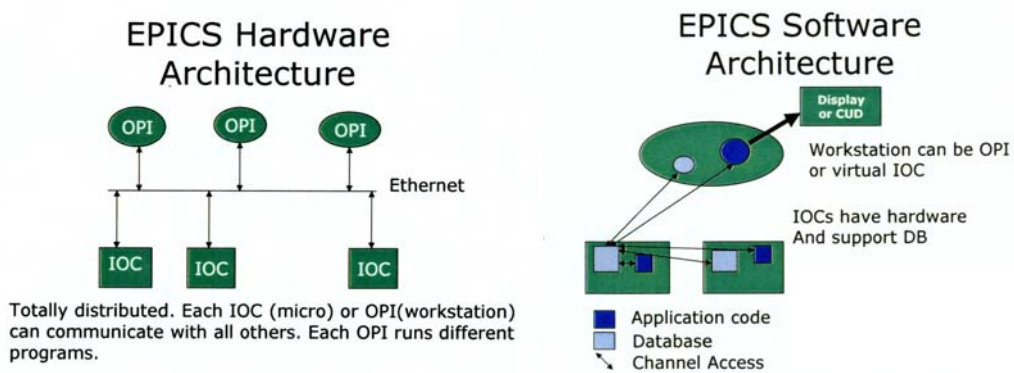 EPICS Hardware
Architecture
OPI
OPI
OPI
Ethernet
IOC
IOC
IOC
Totally distributed. Each IOC (micro) or OPI(workstation)
can communicate with all others. Each OPI runs different
programs.
EPICS Software
Architecture
Display
or CUD
Workstation can be OPI
or virtual IOC
IOCs have hardware
And support DB
Application code
Database
Channel Access